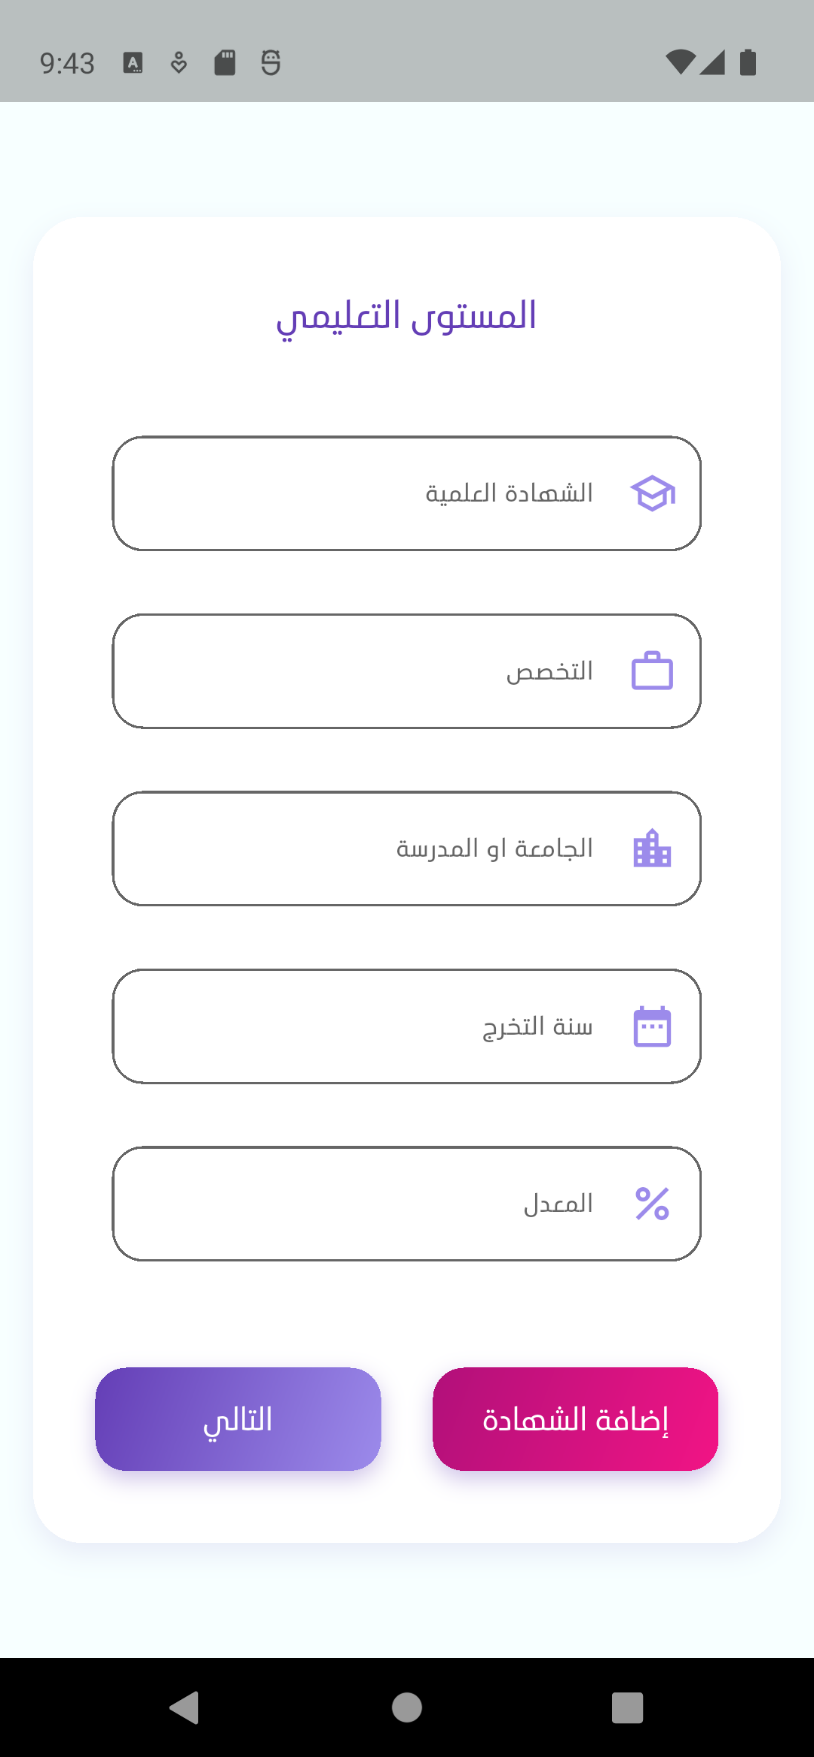 9:43
المستوى التعليمي
الشهادة العلمية
التخصص
الجامعة او المدرسة
سنة التخرج
المعدل
إضافة الشهادة
التالي